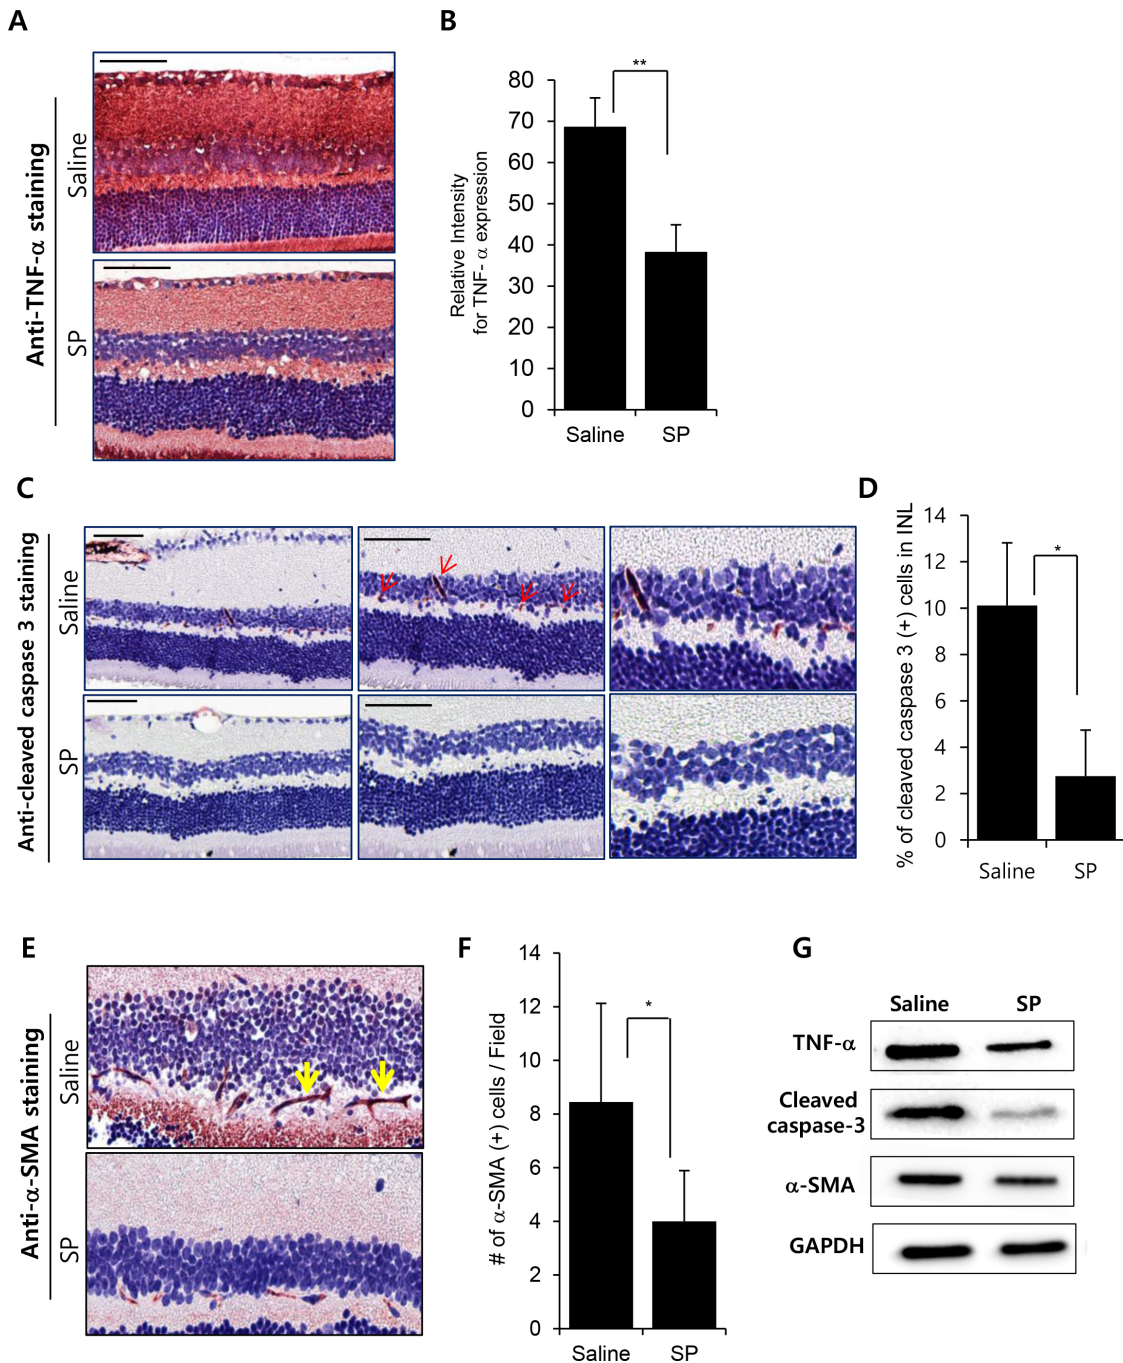 A
Anti-TNF-α staining
Saline
SP
B
Relative Intensity
for TNF- α expression
80
70
60
50
40
30
20
10
0
**
Saline
SP
C
Anti-cleaved caspase 3 staining
Saline
SP
D
% of cleaved caspase 3 (+) cells in INL
14
12
10
8
6
4
2
0
*
Saline
SP
E
Anti-α-SMA staining
Saline
SP
F
# of α-SMA (+) cells / Field
14
12
10
8
6
4
2
0
*
Saline
SP
G
Saline SP
TNF-α
Cleaved
caspase-3
α-SMA
GAPDH